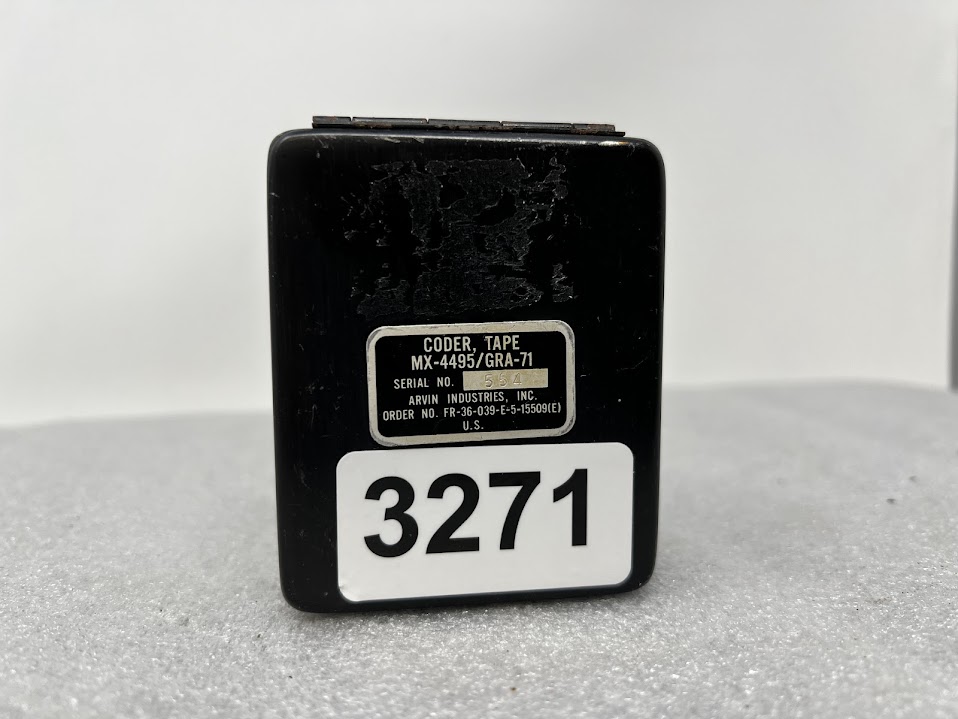 CODER, TAPE
MX-4495/GRA-71
SERIAL NO. 554
ARVIN INDUSTRIES, INC.
ORDER NO. FR-36-039-E-5-15509(E)
U.S.
3271